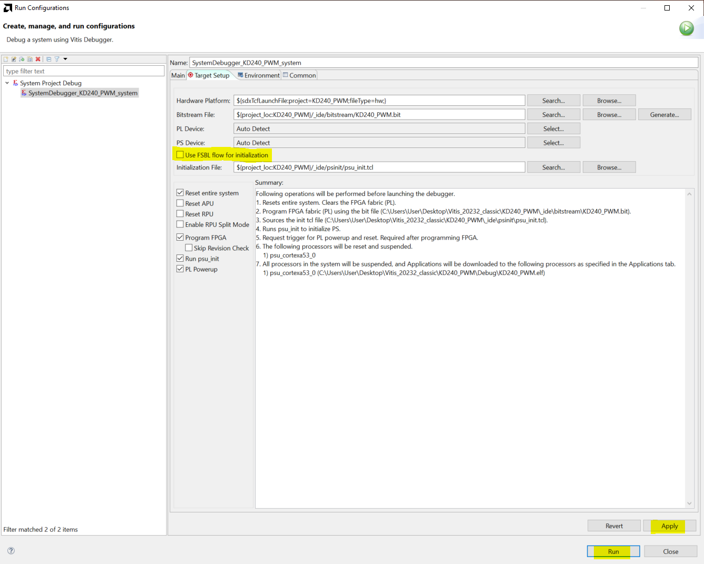 Run Configurations
Create, manage, and run configurations
Debug a system using Vitis Debugger.
type filter text
System Project Debug
SystemDebugger_KD240_PWM_system
Filter matched 2 of 2 items
Name: SystemDebugger_KD240_PWM_system
Main Target Setup Environment Common
Hardware Platform: ${sdxTcfLaunchFile:project=KD240_PWM;fileType=hw;} Search... Browse...
Bitstream File: ${project_loc:KD240_PWM}/_ide/bitstream/KD240_PWM.bit Search... Browse... Generate...
PL Device: Auto Detect Select...
PS Device: Auto Detect Select...
Use FSBL flow for initialization
Initialization File: ${project_loc:KD240_PWM}/_ide/psinit/psu_init.tcl Search... Browse...
Summary:
Reset entire system
Reset APU
Reset RPU
Enable RPU Split Mode
Program FPGA
Skip Revision Check
Run psu_init
PL Powerup
Following operations will be performed before launching the debugger.
1. Resets entire system. Clears the FPGA fabric (PL).
2. Program FPGA fabric (PL) using the bit file (C:\Users\User\Desktop\Vitis_20232_classic\KD240_PWM\_ide\bitstream\KD240_PWM.bit).
3. Sources the init tcl file (C:\Users\User\Desktop\Vitis_20232_classic\KD240_PWM\_ide\psinit\psu_init.tcl).
4. Runs psu_init to initialize PS.
5. Request trigger for PL powerup and reset. Required after programming FPGA.
6. The following processors will be reset and suspended.
1) psu_cortexa53_0
7. All processors in the system will be suspended, and Applications will be downloaded to the following processors as specified in the Applications tab.
1) psu_cortexa53_0 (C:\Users\User\Desktop\Vitis_20232_classic\KD240_PWM\Debug\KD240_PWM.elf)
Revert Apply
Run Close